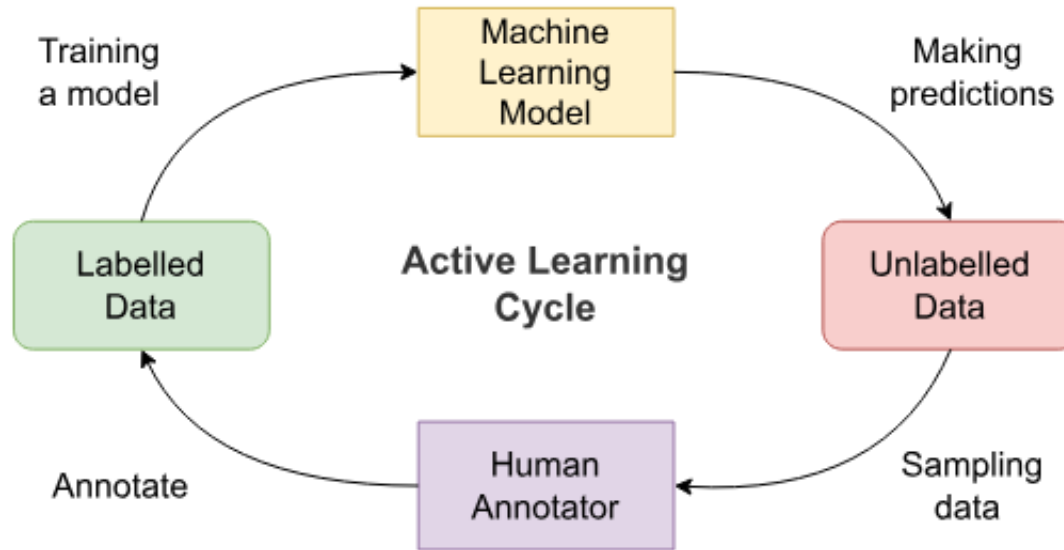 Training
a model
Machine
Learning
Model
Making
predictions
Labelled
Data
Active Learning
Cycle
Unlabelled
Data
Annotate
Human
Annotator
Sampling
data